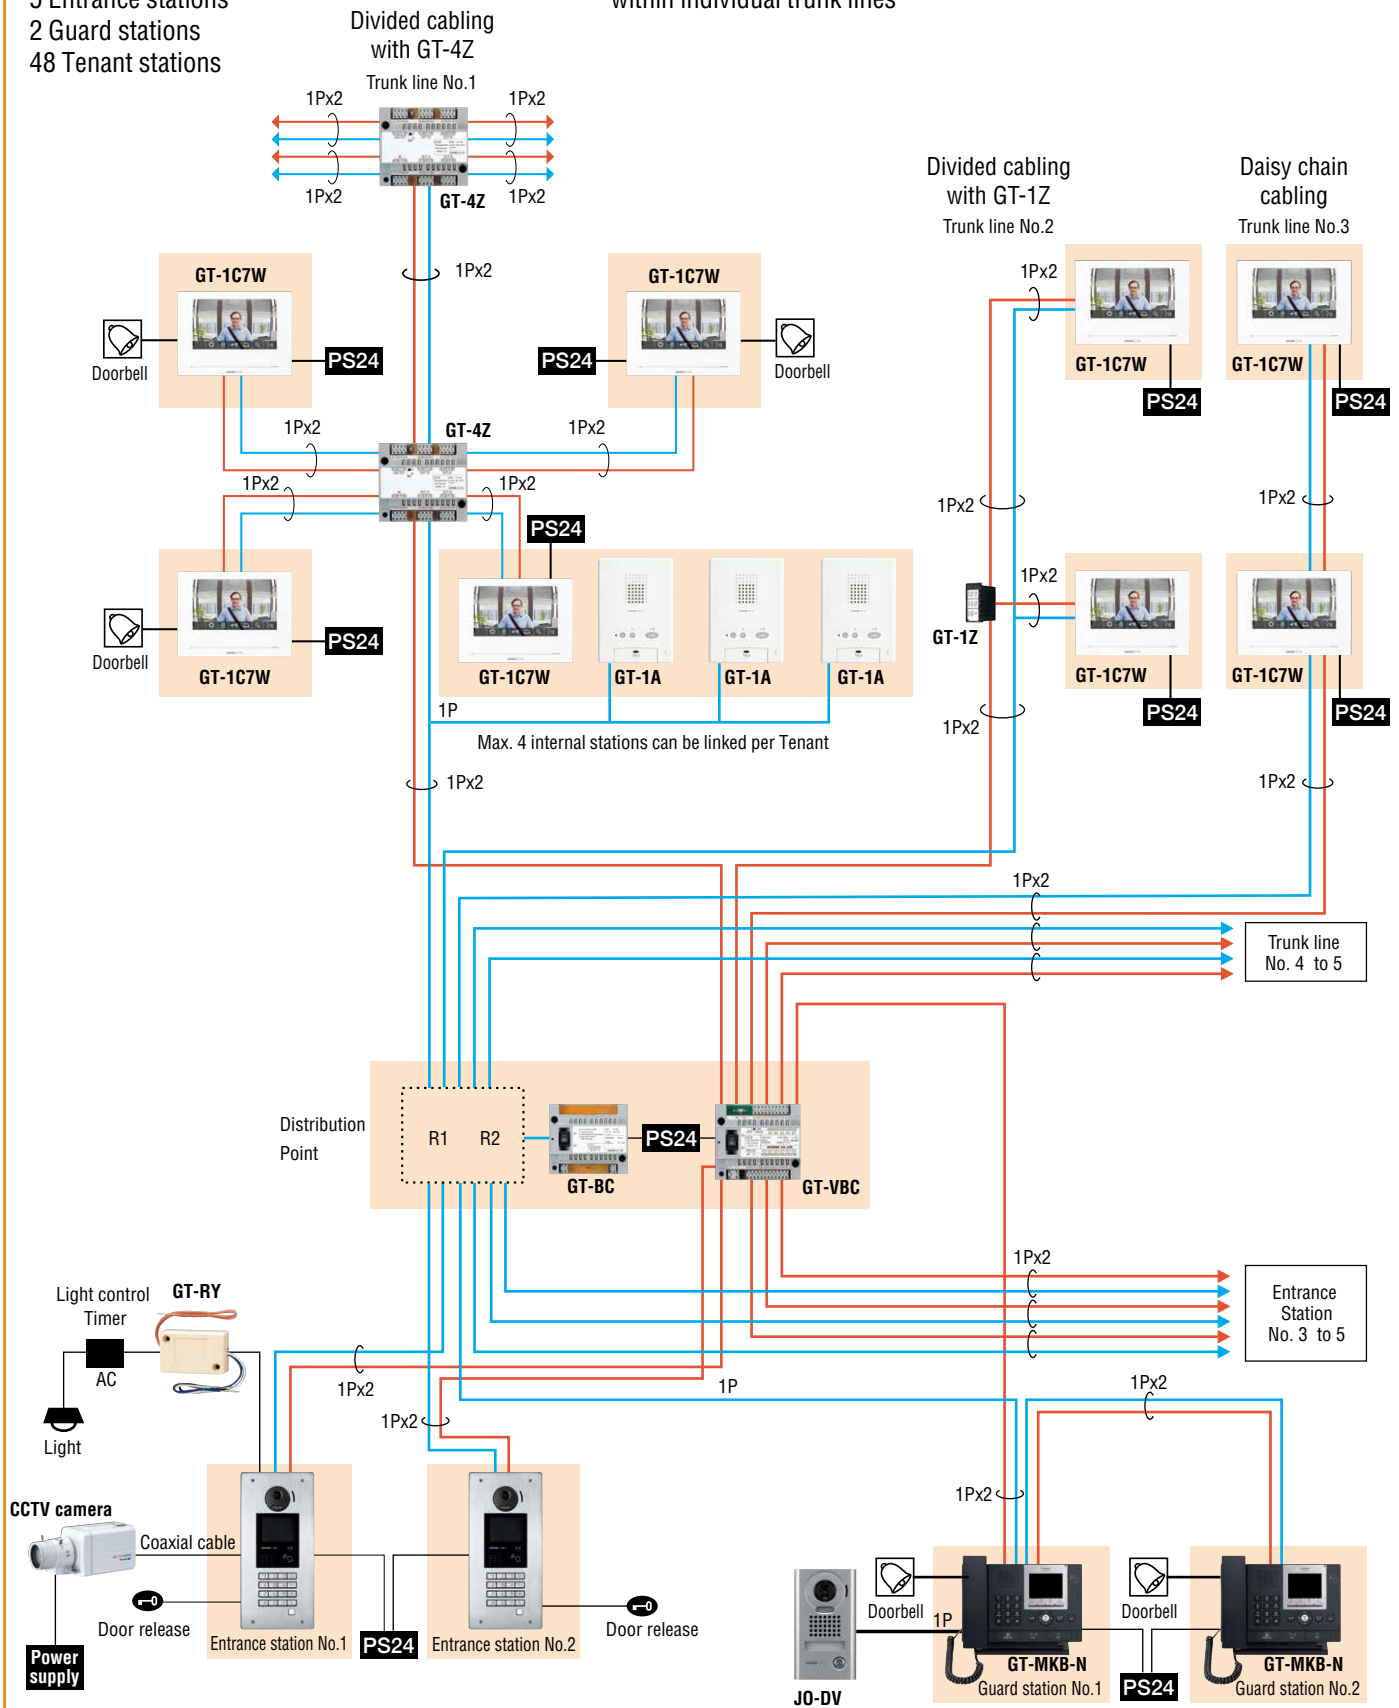 5 Entrance stations
within individual trunk lines
2 Guard stations
48 Tenant stations
Divided cabling
with GT-4Z
Trunk line No.1
1Px2
1Px2
1Px2
GT-4Z
1Px2
Divided cabling
with GT-1Z
Trunk line No.2
Daisy chain
cabling
Trunk line No.3
1Px2
1Px2
GT-1C7W
GT-1C7W
Doorbell
PS24
PS24
Doorbell
GT-1C7W
PS24
GT-1C7W
PS24
1Px2
GT-4Z
1Px2
1Px2
1Px2
PS24
1Px2
1Px2
1Px2
Doorbell
PS24
GT-1Z
GT-1C7W
GT-1C7W
GT-1A
GT-1A
GT-1A
GT-1C7W
PS24
GT-1C7W
PS24
1P
1Px2
Max. 4 internal stations can be linked per Tenant
1Px2
1Px2
1Px2
Trunk line
No. 4 to 5
Distribution
Point
R1
R2
PS24
GT-BC
GT-VBC
1Px2
Entrance
Station
No. 3 to 5
Light control
Timer
GT-RY
AC
Light
1Px2
1Px2
1P
1Px2
1Px2
CCTV camera
Coaxial cable
Door release
Power
supply
Entrance station No.1
PS24
Entrance station No.2
Door release
JO-DV
Doorbell
1P
GT-MKB-N
Guard station No.1
Doorbell
PS24
GT-MKB-N
Guard station No.2